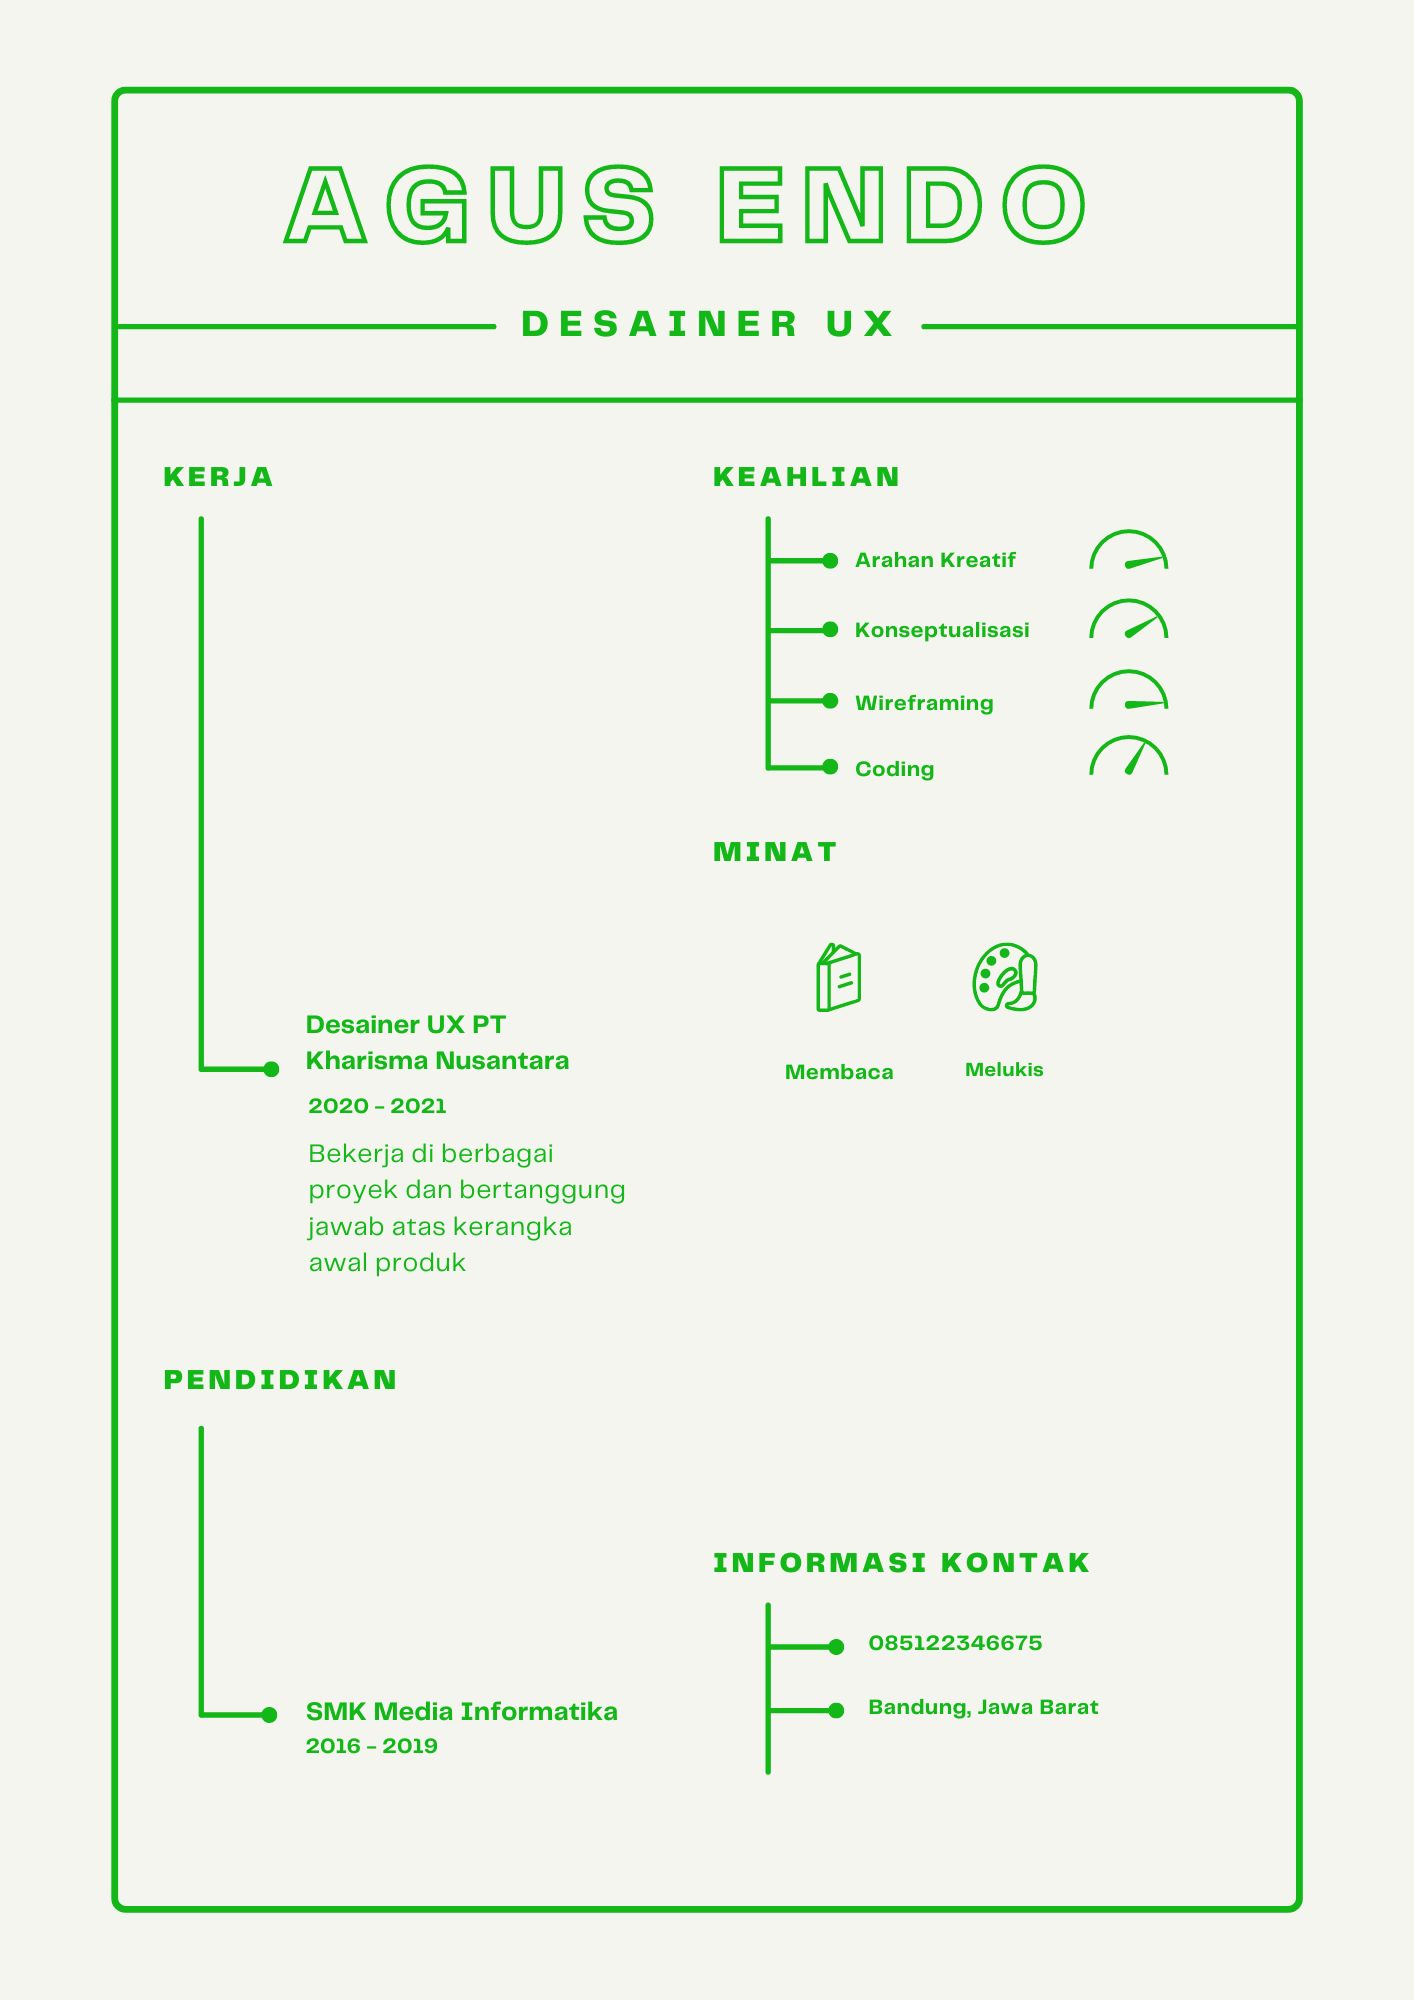 AGUS ENDO
DESAINER UX
KERJA
Desainer UX PT
Kharisma Nusantara
2020 - 2021
Bekerja di berbagai
proyek dan bertanggung
jawab atas kerangka
awal produk
PENDIDIKAN
SMK Media Informatika
2016 - 2019
KEAHLIAN
Arahan Kreatif
Konseptualisasi
Wireframing
Coding
MINAT
Membaca
Melukis
INFORMASI KONTAK
085122346675
Bandung, Jawa Barat